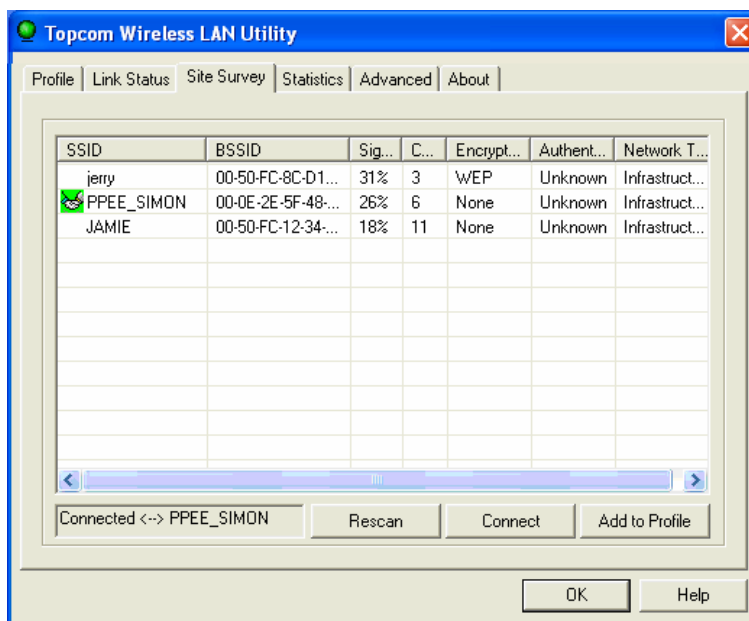 Topcom Wireless LAN Utility
Profile Link Status Site Survey Statistics Advanced About
SSID BSSID Sig... C... Encrypt... Authent... Network T...
jerry 00-50-FC-8C-D1... 31% 3 WEP Unknown Infrastruct...
PPEE_SIMON 00-0E-2E-5F-48-... 26% 6 None Unknown Infrastruct...
JAMIE 00-50-FC-12-34-... 18% 11 None Unknown Infrastruct...
Connected <--> PPEE_SIMON Rescan Connect Add to Profile
OK Help